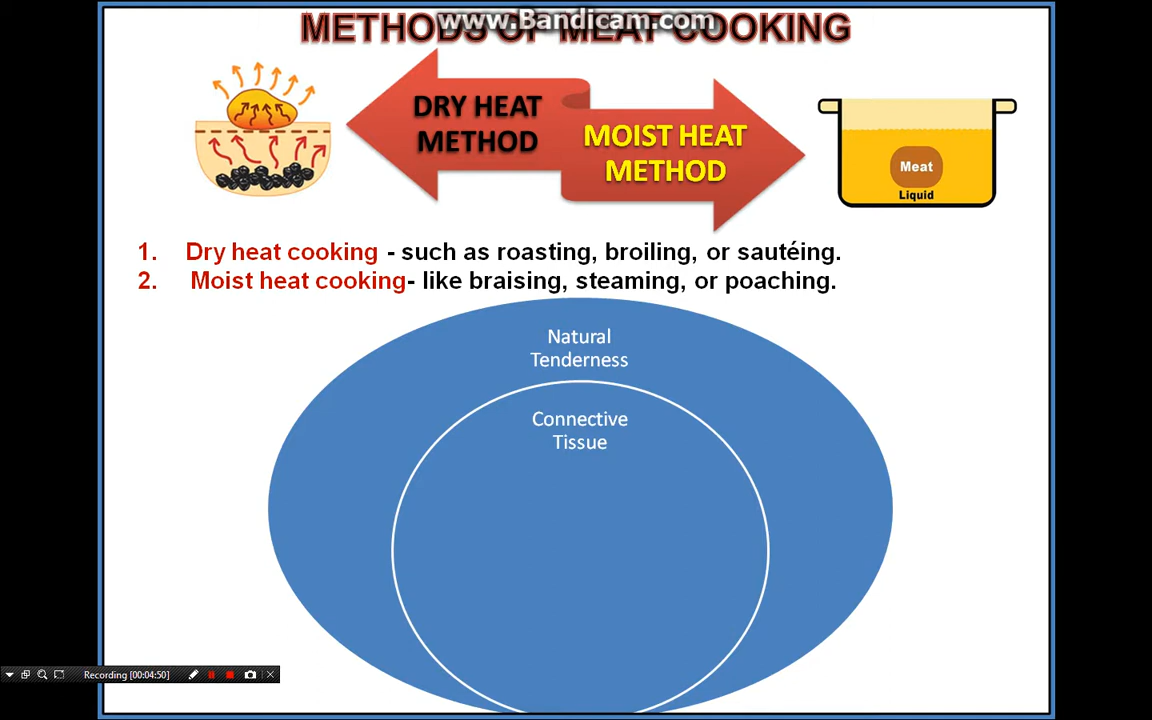 www.Bandicam.com
METHODS OF MEAT COOKING
DRY HEAT
METHOD
MOIST HEAT
METHOD
Meat
Liquid
1. Dry heat cooking - such as roasting, broiling, or sautéing.
2. Moist heat cooking- like braising, steaming, or poaching.
Natural
Tenderness
Connective
Tissue
Recording [00:04:50]